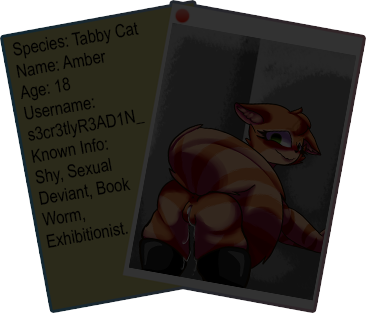 Species: Tabby Cat
Name: Amber
Age: 18
Username:
s3cr3tlyR3AD1N_
Known Info:
Shy, Sexual
Deviant, Book
Worm,
Exhibitionist.